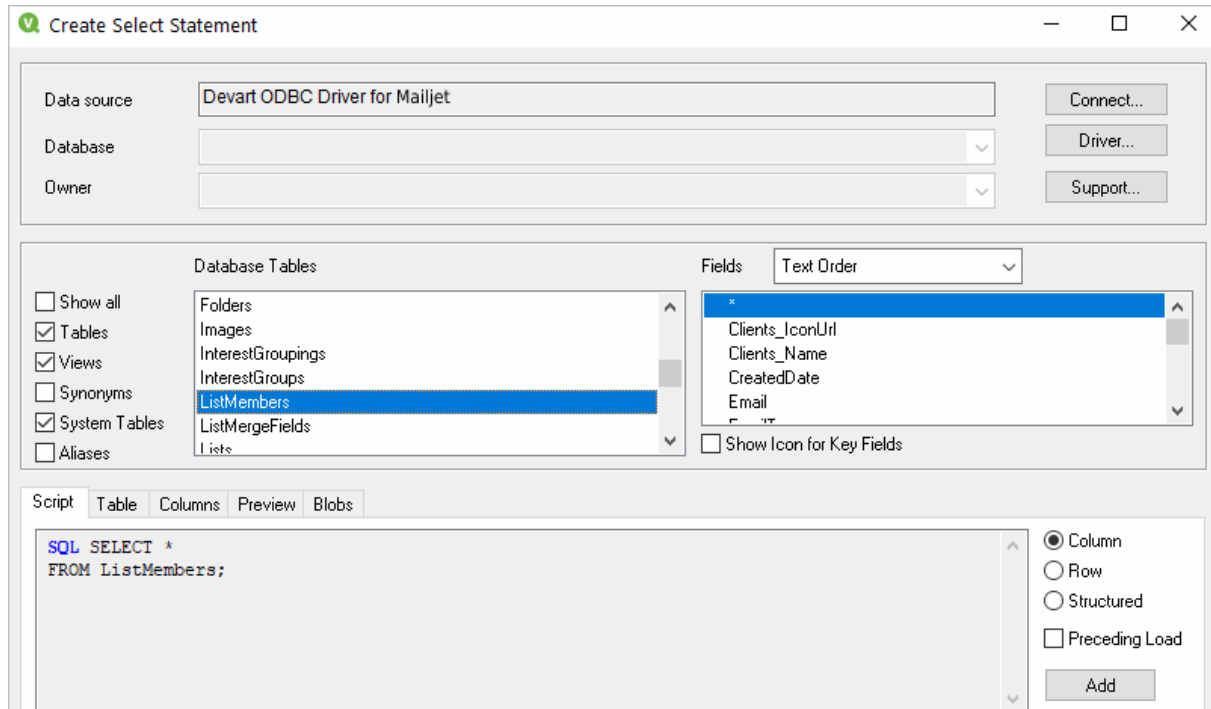 Create Select Statement
Data source
Devart ODBC Driver for Mailjet
Connect...
Database
Driver...
Owner
Support...
Database Tables
Fields
Text Order
Show all
Tables
Views
Synonyms
System Tables
Aliases
Folders
Images
InterestGroupings
InterestGroups
ListMembers
ListMergeFields
Lists
*
Clients_IconUrl
Clients_Name
CreatedDate
Email
Show Icon for Key Fields
Script
Table
Columns
Preview
Blobs
SQL SELECT *
FROM ListMembers;
Column
Row
Structured
Preceding Load
Add